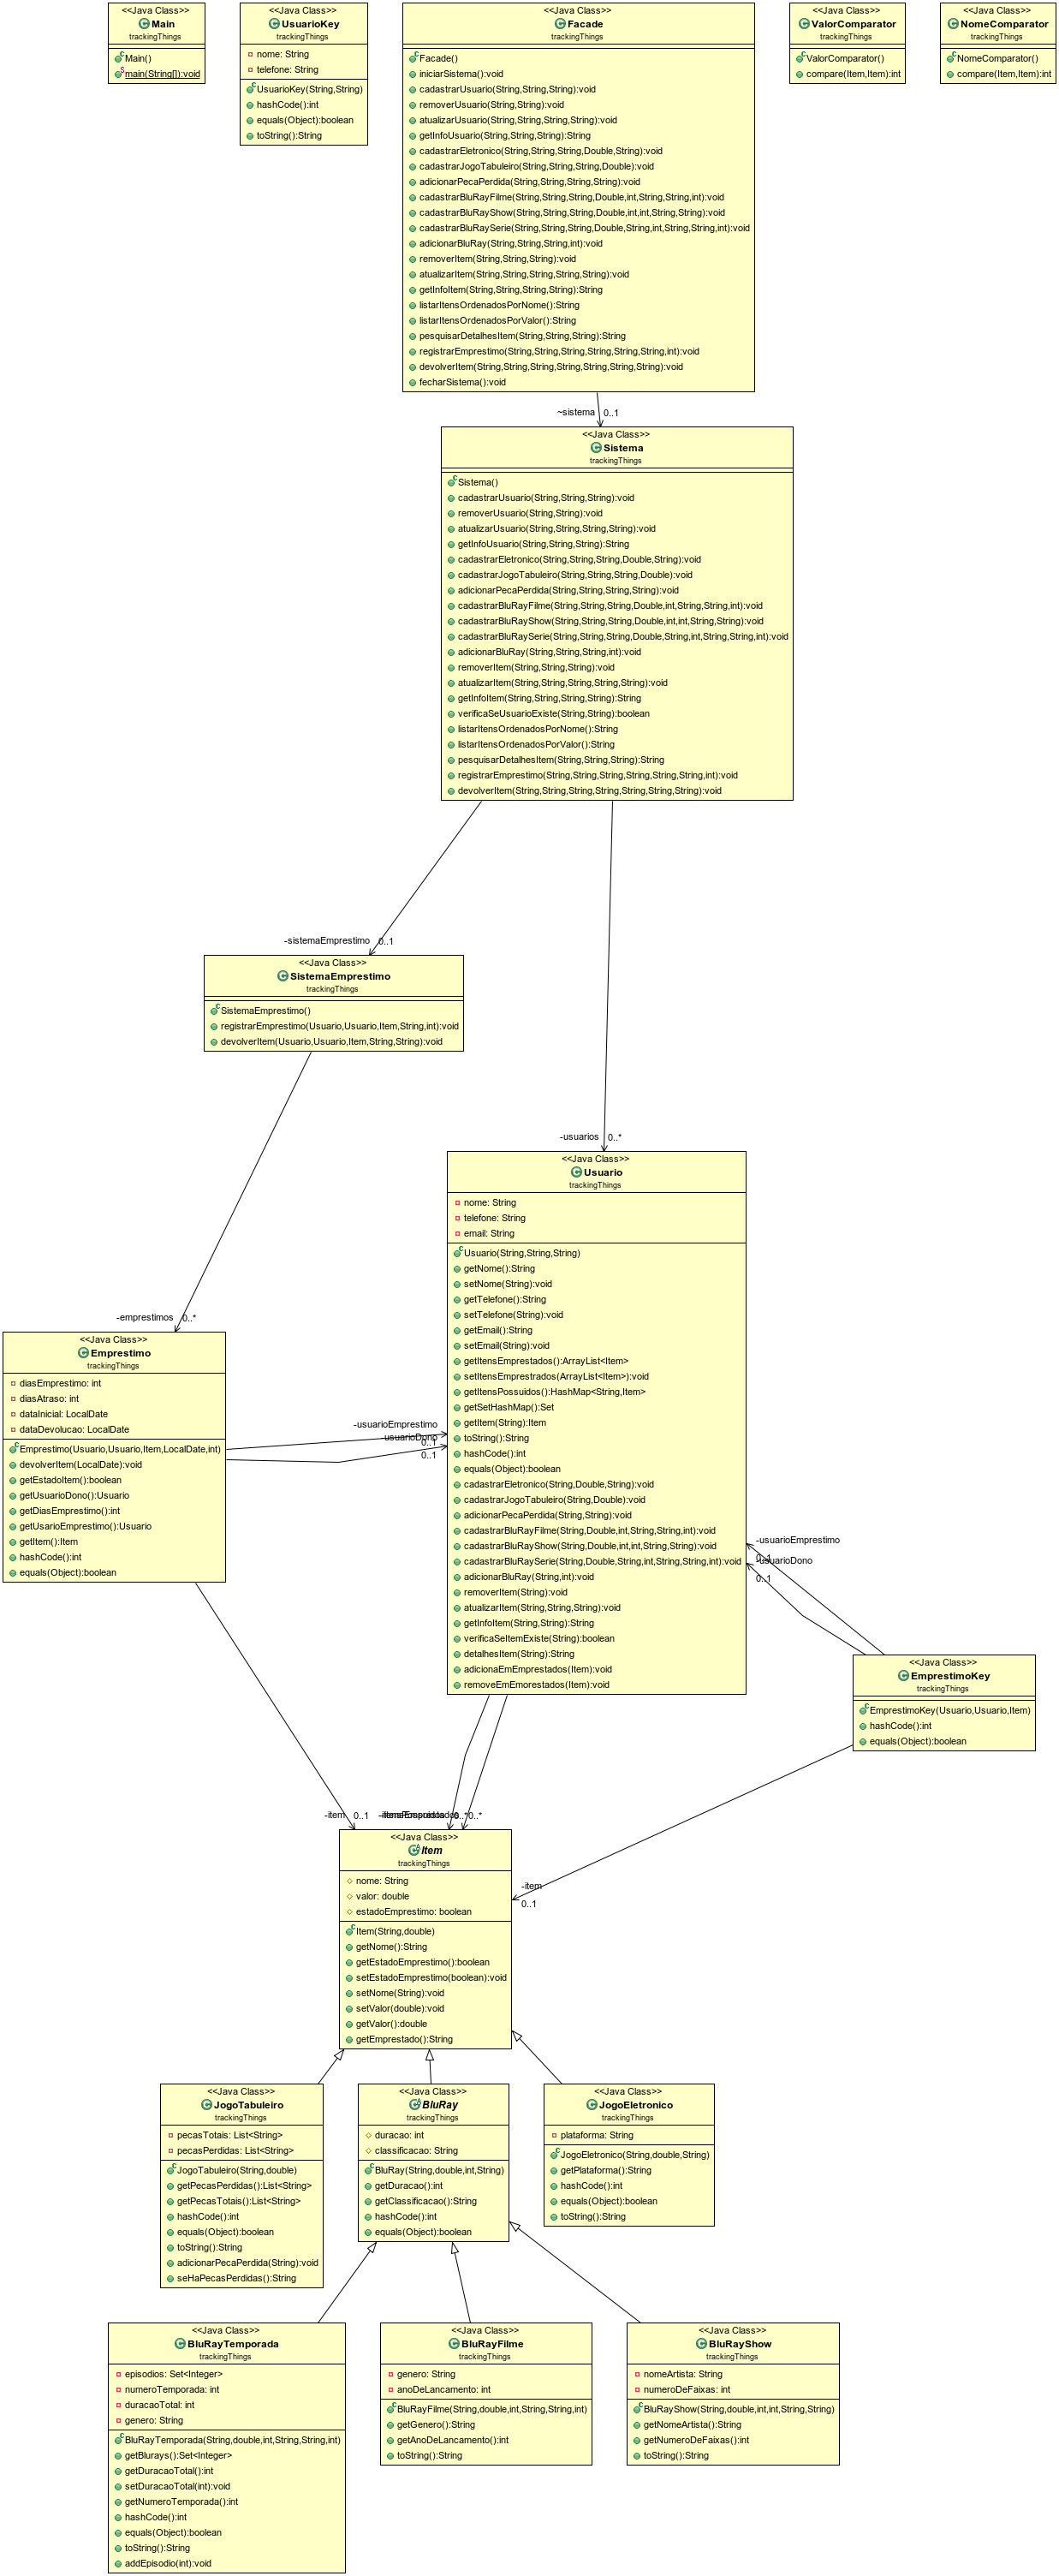 <<Java Class>>
Main
trackingThings
Main()
main(String[]):void
<<Java Class>>
UsuarioKey
trackingThings
nome: String
telefone: String
UsuarioKey(String,String)
hashCode():int
equals(Object):boolean
toString():String
<<Java Class>>
Facade
trackingThings
Facade()
iniciarSistema():void
cadastrarUsuario(String,String,String):void
removerUsuario(String,String):void
atualizarUsuario(String,String,String,String):void
getInfoUsuario(String,String,String):String
cadastrarEletronico(String,String,String,Double,String):void
cadastrarJogoTabuleiro(String,String,String,Double):void
adicionarPecaPerdida(String,String,String,String):void
cadastrarBluRayFilme(String,String,String,Double,int,String,String,int):void
cadastrarBluRayShow(String,String,String,Double,int,int,String,String):void
cadastrarBluRaySerie(String,String,String,Double,String,int,String,String,int):void
adicionarBluRay(String,String,String,int):void
removerItem(String,String,String):void
atualizarItem(String,String,String,String,String):void
getInfoItem(String,String,String,String):String
listarItensOrdenadosPorNome():String
listarItensOrdenadosPorValor():String
pesquisarDetalhesItem(String,String,String):String
registrarEmprestimo(String,String,String,String,String,String,int):void
devolverItem(String,String,String,String,String,String,String):void
fecharSistema():void
<<Java Class>>
ValorComparator
trackingThings
ValorComparator()
compare(Item,Item):int
<<Java Class>>
NomeComparator
trackingThings
NomeComparator()
compare(Item,Item):int
~sistema 0..1
<<Java Class>>
Sistema
trackingThings
Sistema()
cadastrarUsuario(String,String,String):void
removerUsuario(String,String):void
atualizarUsuario(String,String,String,String):void
getInfoUsuario(String,String,String):String
cadastrarEletronico(String,String,String,Double,String):void
cadastrarJogoTabuleiro(String,String,String,Double):void
adicionarPecaPerdida(String,String,String,String):void
cadastrarBluRayFilme(String,String,String,Double,int,String,String,int):void
cadastrarBluRayShow(String,String,String,Double,int,int,String,String):void
cadastrarBluRaySerie(String,String,String,Double,String,int,String,String,int):void
adicionarBluRay(String,String,String,int):void
removerItem(String,String,String):void
atualizarItem(String,String,String,String,String):void
getInfoItem(String,String,String,String):String
verificaSeUsuarioExiste(String,String):boolean
listarItensOrdenadosPorNome():String
listarItensOrdenadosPorValor():String
pesquisarDetalhesItem(String,String,String):String
registrarEmprestimo(String,String,String,String,String,String,int):void
devolverItem(String,String,String,String,String,String,String):void
-sistemaEmprestimo 0..1
<<Java Class>>
SistemaEmprestimo
trackingThings
SistemaEmprestimo()
registrarEmprestimo(Usuario,Usuario,Item,String,int):void
devolverItem(Usuario,Usuario,Item,String,String):void
-usuarios 0..*
<<Java Class>>
Usuario
trackingThings
nome: String
telefone: String
email: String
Usuario(String,String,String)
getNome():String
setNome(String):void
getTelefone():String
setTelefone(String):void
getEmail():String
setEmail(String):void
getItensEmprestados():ArrayList<Item>
setItensEmprestrados(ArrayList<Item>):void
getItensPossuidos():HashMap<String,Item>
getSetHashMap():Set
getItem(String):Item
toString():String
hashCode():int
equals(Object):boolean
cadastrarEletronico(String,Double,String):void
cadastrarJogoTabuleiro(String,Double):void
adicionarPecaPerdida(String,String):void
cadastrarBluRayFilme(String,Double,int,String,String,int):void
cadastrarBluRayShow(String,Double,int,int,String,String):void
cadastrarBluRaySerie(String,Double,String,int,String,String,int):void
adicionarBluRay(String,int):void
removerItem(String):void
atualizarItem(String,String,String):void
getInfoItem(String,String):String
verificaSeItemExiste(String):boolean
detalhesItem(String):String
adicionaEmEmprestados(Item):void
removeEmEmorestados(Item):void
-emprestimos 0..*
<<Java Class>>
Emprestimo
trackingThings
diasEmprestimo: int
diasAtraso: int
dataInicial: LocalDate
dataDevolucao: LocalDate
Emprestimo(Usuario,Usuario,Item,LocalDate,int)
devolverItem(LocalDate):void
getEstadoItem():boolean
getUsuarioDono():Usuario
getDiasEmprestimo():int
getUsarioEmprestimo():Usuario
getItem():Item
hashCode():int
equals(Object):boolean
-usuarioEmprestimo
-usuarioDono 0..1
0..1
-usuarioEmprestimo
0..1
-usuarioDono
0..1
<<Java Class>>
EmprestimoKey
trackingThings
EmprestimoKey(Usuario,Usuario,Item)
hashCode():int
equals(Object):boolean
-item 0..1
0..*
-item
0..1
<<Java Class>>
Item
trackingThings
nome: String
valor: double
estadoEmprestimo: boolean
Item(String,double)
getNome():String
getEstadoEmprestimo():boolean
setEstadoEmprestimo(boolean):void
setNome(String):void
setValor(double):void
getValor():double
getEmprestado():String
<<Java Class>>
JogoTabuleiro
trackingThings
pecasTotais: List<String>
pecasPerdidas: List<String>
JogoTabuleiro(String,double)
getPecasPerdidas():List<String>
getPecasTotais():List<String>
hashCode():int
equals(Object):boolean
toString():String
adicionarPecaPerdida(String):void
seHaPecasPerdidas():String
<<Java Class>>
BluRay
trackingThings
duracao: int
classificacao: String
BluRay(String,double,int,String)
getDuracao():int
getClassificacao():String
hashCode():int
equals(Object):boolean
<<Java Class>>
JogoEletronico
trackingThings
plataforma: String
JogoEletronico(String,double,String)
getPlataforma():String
hashCode():int
equals(Object):boolean
toString():String
<<Java Class>>
BluRayTemporada
trackingThings
episodios: Set<Integer>
numeroTemporada: int
duracaoTotal: int
genero: String
BluRayTemporada(String,double,int,String,String,int)
getBlurays():Set<Integer>
getDuracaoTotal():int
setDuracaoTotal(int):void
getNumeroTemporada():int
hashCode():int
equals(Object):boolean
toString():String
addEpisodio(int):void
<<Java Class>>
BluRayFilme
trackingThings
genero: String
anoDeLancamento: int
BluRayFilme(String,double,int,String,String,int)
getGenero():String
getAnoDeLancamento():int
toString():String
<<Java Class>>
BluRayShow
trackingThings
nomeArtista: String
numeroDeFaixas: int
BluRayShow(String,double,int,int,String,String)
getNomeArtista():String
getNumeroDeFaixas():int
toString():String